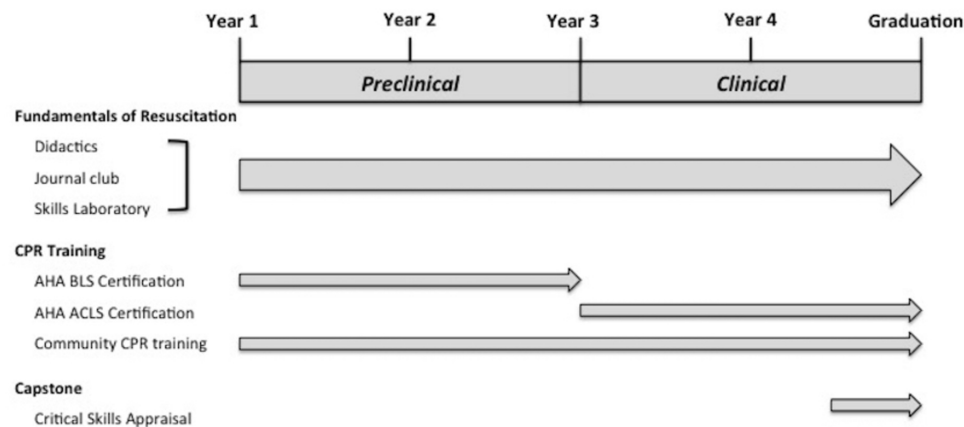 Year 1 Year 2 Year 3 Year 4 Graduation
Preclinical Clinical
Fundamentals of Resuscitation
Didactics
Journal club
Skills Laboratory
CPR Training
AHA BLS Certification
AHA ACLS Certification
Community CPR training
Capstone
Critical Skills Appraisal